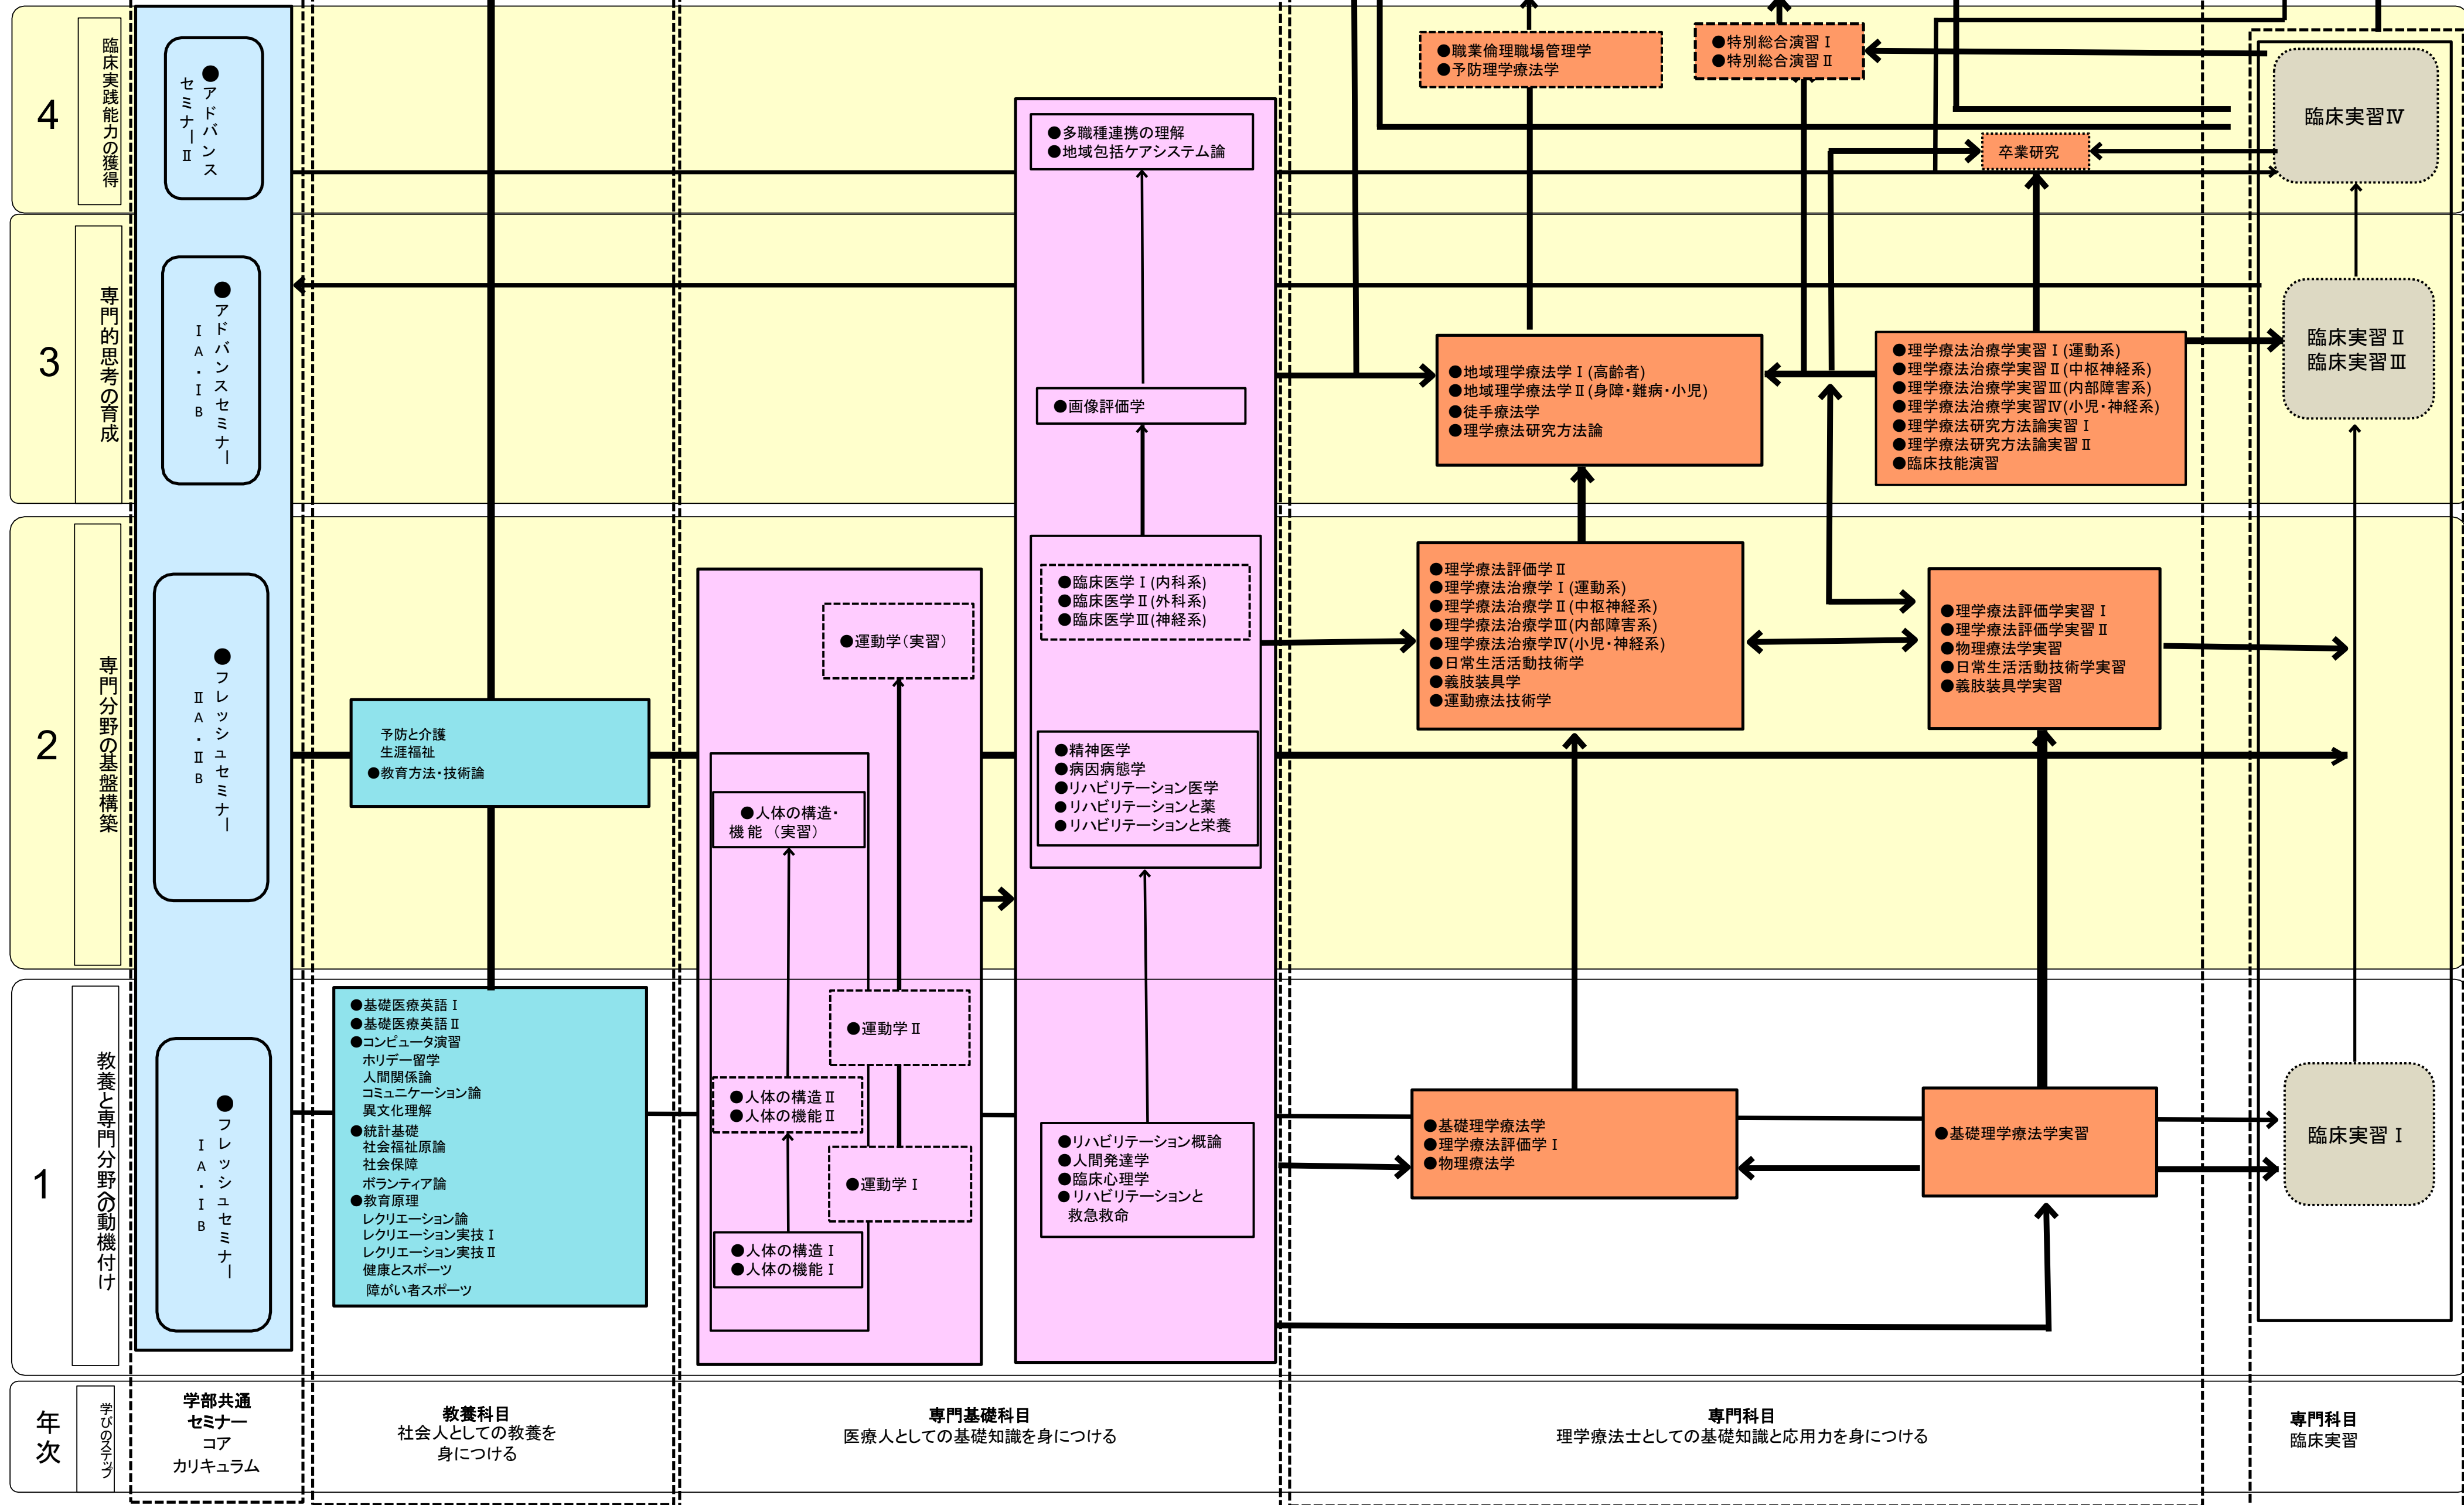 4
臨床実践能力の獲得
●アドバンス
セミナーⅡ
●職業倫理職場管理学
●予防理学療法学
●特別総合演習Ⅰ
●特別総合演習Ⅱ
●多職種連携の理解
●地域包括ケアシステム論
卒業研究
臨床実習Ⅳ
3
専門的思考の育成
●アドバンスセミナー
ⅠA・ⅠB
●画像評価学
●地域理学療法学Ⅰ(高齢者)
●地域理学療法学Ⅱ(身障・難病・小児)
●徒手療法学
●理学療法研究方法論
●理学療法治療学実習Ⅰ(運動系)
●理学療法治療学実習Ⅱ(中枢神経系)
●理学療法治療学実習Ⅲ(内部障害系)
●理学療法治療学実習Ⅳ(小児・神経系)
●理学療法研究方法論実習Ⅰ
●理学療法研究方法論実習Ⅱ
●臨床技能演習
臨床実習Ⅱ
臨床実習Ⅲ
2
専門分野の基盤構築
●フレッシュセミナー
ⅡA・ⅡB
予防と介護
生涯福祉
●教育方法・技術論
●運動学(実習)
●人体の構造・
機能(実習)
●臨床医学Ⅰ(内科系)
●臨床医学Ⅱ(外科系)
●臨床医学Ⅲ(神経系)
●精神医学
●病因病態学
●リハビリテーション医学
●リハビリテーションと薬
●リハビリテーションと栄養
●理学療法評価学Ⅱ
●理学療法治療学Ⅰ(運動系)
●理学療法治療学Ⅱ(中枢神経系)
●理学療法治療学Ⅲ(内部障害系)
●理学療法治療学Ⅳ(小児・神経系)
●日常生活活動技術学
●義肢装具学
●運動療法技術学
●理学療法評価学実習Ⅰ
●理学療法評価学実習Ⅱ
●物理療法学実習
●日常生活活動技術学実習
●義肢装具学実習
1
教養と専門分野への動機付け
●フレッシュセミナー
ⅠA・ⅠB
●基礎医療英語Ⅰ
●基礎医療英語Ⅱ
●コンピュータ演習
ホリデー留学
人間関係論
コミュニケーション論
異文化理解
●統計基礎
社会福祉原論
社会保障
ボランティア論
●教育原理
レクリエーション論
レクリエーション実技Ⅰ
レクリエーション実技Ⅱ
健康とスポーツ
障がい者スポーツ
●運動学Ⅱ
●人体の構造Ⅱ
●人体の機能Ⅱ
●運動学Ⅰ
●人体の構造Ⅰ
●人体の機能Ⅰ
●リハビリテーション概論
●人間発達学
●臨床心理学
●リハビリテーションと
救急救命
●基礎理学療法学
●理学療法評価学Ⅰ
●物理療法学
●基礎理学療法学実習
臨床実習Ⅰ
年次
学びのステップ
学部共通
セミナー
コア
カリキュラム
教養科目
社会人としての教養を
身につける
専門基礎科目
医療人としての基礎知識を身につける
専門科目
理学療法士としての基礎知識と応用力を身につける
専門科目
臨床実習